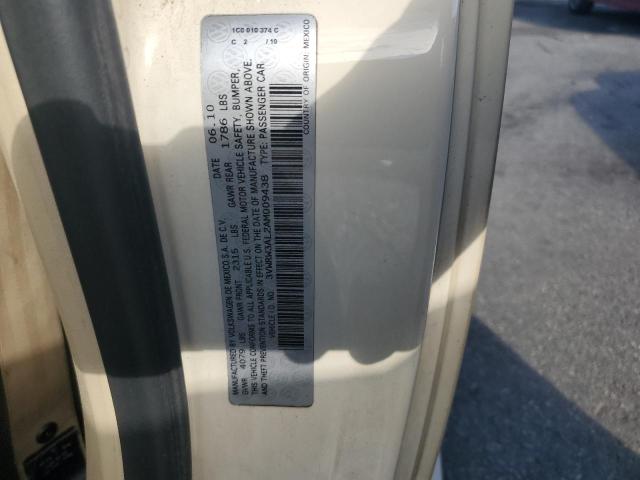 MANUFACTURED BY VOLKSWAGEN DE MEXICO S.A. DE C.V. DATE 06.10
GVWR 4079 LBS GAWR FRONT 2315 LBS GAWR REAR 1786 LBS
THIS VEHICLE CONFORMS TO ALL APPLICABLE U.S. FEDERAL MOTOR VEHICLE SAFETY, BUMPER,
AND THEFT PREVENTION STANDARDS IN EFFECT ON THE DATE OF MANUFACTURE SHOWN ABOVE.
VEHICLE I.D. NO. 3VWRK3AL2AM009438 TYPE: PASSENGER CAR
COUNTRY OF ORIGIN: MEXICO
1C0 010 374 C
C 2 /10